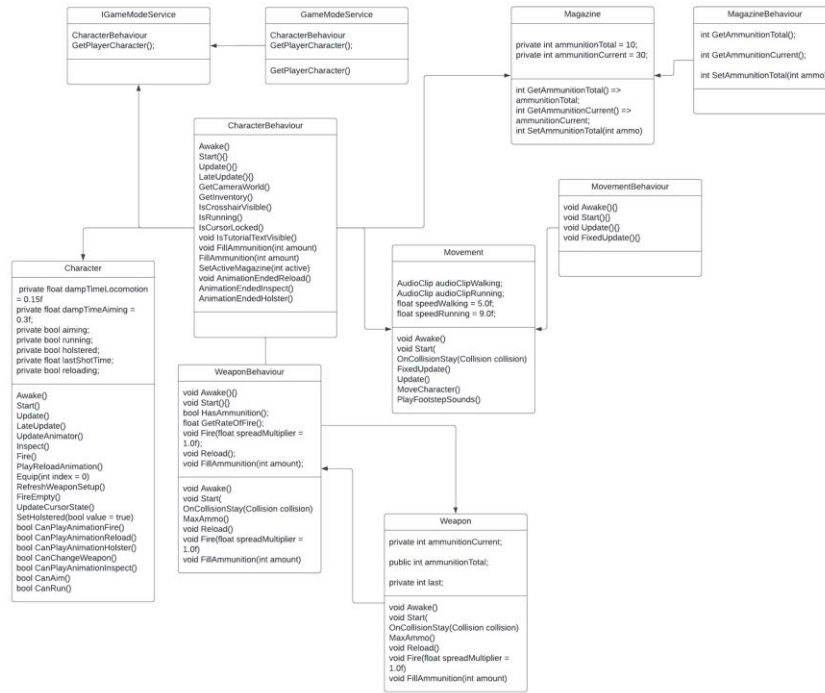 IGameModeService
CharacterBehaviour
GetPlayerCharacter();
GameModeService
CharacterBehaviour
GetPlayerCharacter();
GetPlayerCharacter()
Magazine
private int ammunitionTotal = 10;
private int ammunitionCurrent = 30;
int GetAmmunitionTotal() =>
ammunitionTotal;
int GetAmmunitionCurrent() =>
ammunitionCurrent;
int SetAmmunitionTotal(int ammo)
MagazineBehaviour
int GetAmmunitionTotal();
int GetAmmunitionCurrent();
int SetAmmunitionTotal(int ammo)
CharacterBehaviour
Awake()
Start(){}
Update(){}
LateUpdate(){}
GetCameraWorld()
GetInventory()
IsCrosshairVisible()
IsRunning()
IsCursorLocked()
void IsTutorialTextVisible()
void FillAmmunition(int amount)
FillAmmunition(int amount)
SetActiveMagazine(int active)
void AnimationEndedReload()
AnimationEndedInspect()
AnimationEndedHolster()
MovementBehaviour
void Awake(){}
void Start(){}
void Update(){}
void FixedUpdate(){}
Character
private float dampTimeLocomotion
= 0.15f
private float dampTimeAiming =
0.3f;
private bool aiming;
private bool running;
private bool holstered;
private float lastShotTime;
private bool reloading;
Awake()
Start()
Update()
LateUpdate()
UpdateAnimator()
Inspect()
Fire()
PlayReloadAnimation()
Equip(int index = 0)
RefreshWeaponSetup()
FireEmpty()
UpdateCursorState()
SetHolstered(bool value = true)
bool CanPlayAnimationFire()
bool CanPlayAnimationReload()
bool CanPlayAnimationHolster()
bool CanChangeWeapon()
bool CanPlayAnimationInspect()
bool CanAim()
bool CanRun()
Movement
AudioClip audioClipWalking;
AudioClip audioClipRunning;
float speedWalking = 5.0f;
float speedRunning = 9.0f;
void Awake()
void Start(
OnCollisionStay(Collision collision)
FixedUpdate()
Update()
MoveCharacter()
PlayFootstepSounds()
WeaponBehaviour
void Awake(){}
void Start(){}
bool HasAmmunition();
float GetRateOfFire();
void Fire(float spreadMultiplier =
1.0f);
void Reload();
void FillAmmunition(int amount);
void Awake()
void Start(
OnCollisionStay(Collision collision)
MaxAmmo()
void Reload()
void Fire(float spreadMultiplier =
1.0f)
void FillAmmunition(int amount)
Weapon
private int ammunitionCurrent;
public int ammunitionTotal;
private int last;
void Awake()
void Start(
OnCollisionStay(Collision collision)
MaxAmmo()
void Reload()
void Fire(float spreadMultiplier =
1.0f)
void FillAmmunition(int amount)